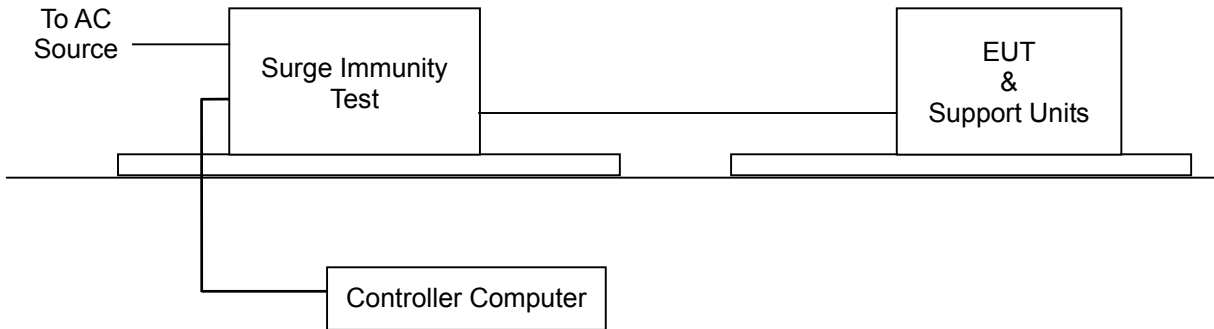 To AC
Source
Surge Immunity
Test
EUT
&
Support Units
Controller Computer